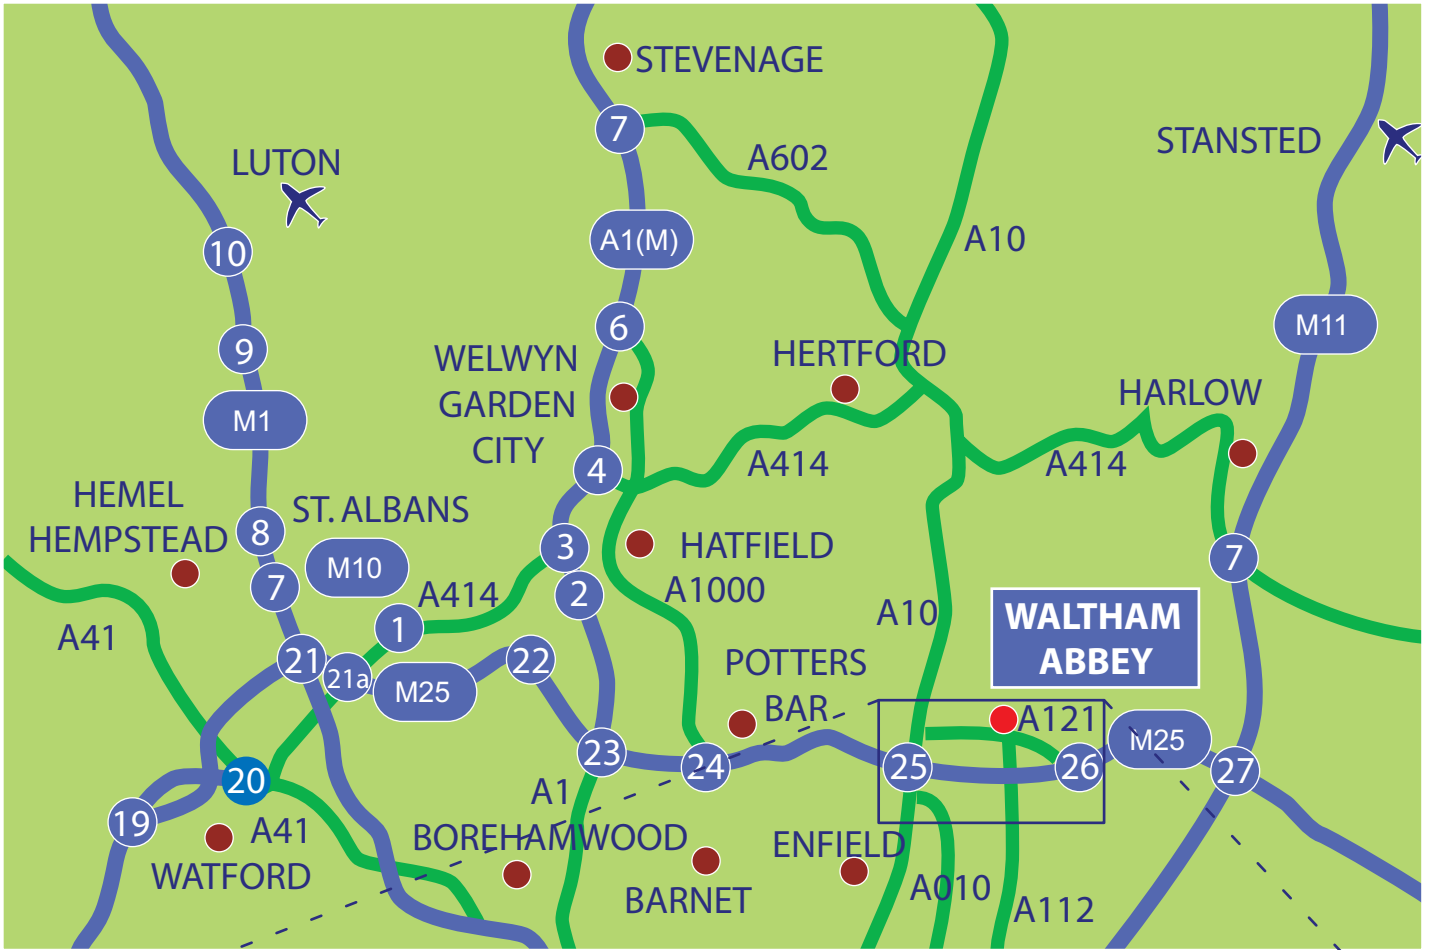 STEVENAGE
7
A602
STANSTED
LUTON
10
A1(M)
A10
6
M11
9
WELWYN
GARDEN
CITY
HERTFORD
HARLOW
M1
4
A414
A414
HEMEL
HEMPSTEAD
8
ST. ALBANS
3
HATFIELD
7
M10
7
A414
2
A1000
A10
WALTHAM
ABBEY
A41
1
21
21a
M25
22
POTTERS
BAR
A121
M25
23
24
25
26
27
20
A1
19
A41
WATFORD
BOREHAMWOOD
BARNET
ENFIELD
A010
A112